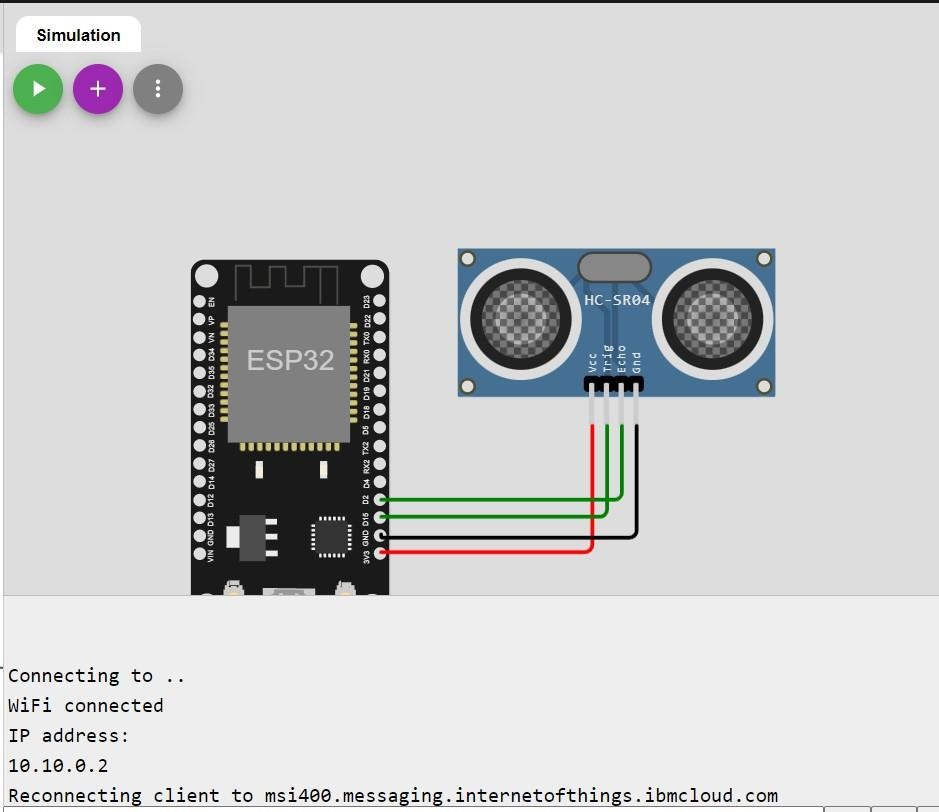 Simulation
HC-SR04
Vcc
Trig
Echo
Gnd
ESP32
EN
VP
VN
D34
D35
D32
D33
D25
D26
D27
D14
D12
D13
GND
VIN
D23
D22
TX0
RX0
D21
D19
D18
D5
TX2
RX2
D4
D2
D15
GND
3V3
Connecting to ..
WiFi connected
IP address:
10.10.0.2
Reconnecting client to msi400.messaging.internetofthings.ibmcloud.com